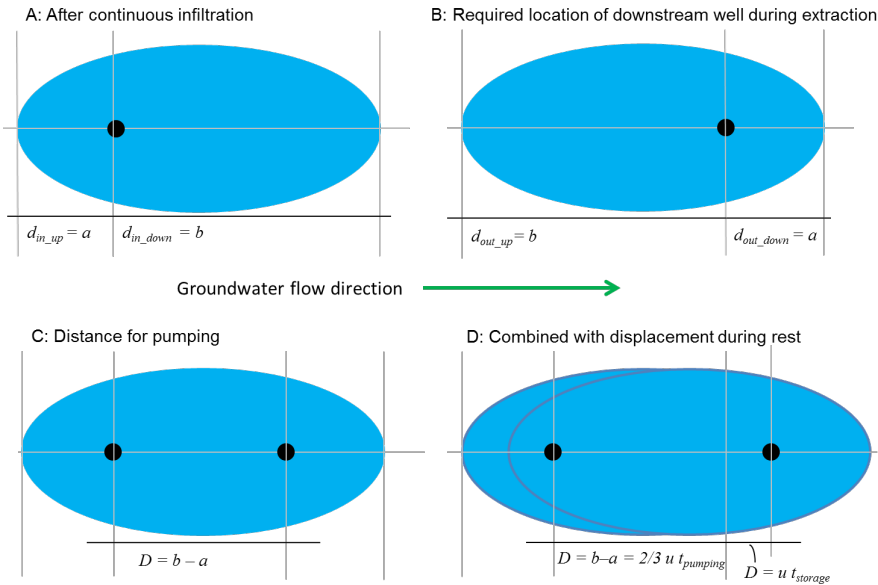 A: After continuous infiltration
B: Required location of downstream well during extraction
d_in_up = a
d_in_down = b
d_out_up = b
d_out_down = a
Groundwater flow direction
C: Distance for pumping
D: Combined with displacement during rest
D = b – a
D = b–a = 2/3 u t_pumping
D = u t_storage